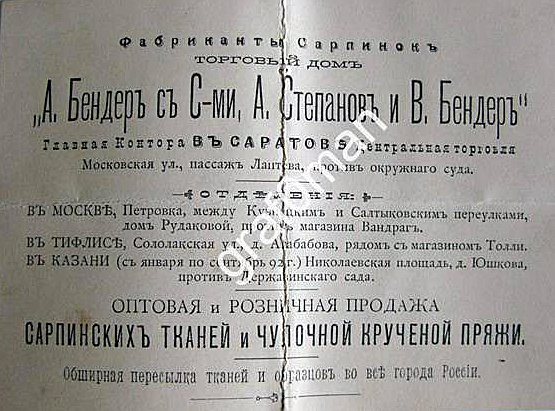 Фабриканты Сарпинокъ
ТОРГОВЫЙ ДОМЪ
„А. Бендеръ съ С-ми, А. Степановъ и В. Бендеръ“
Главная Контора ВЪ САРАТОВѢ Центральная торговля
Московская ул., пассажъ Лаптева, противъ окружнаго суда.
ОТДѢЛЕНІЯ:
ВЪ МОСКВѢ, Петровка, между Кузнецкимъ и Салтыковскимъ переулками,
домъ Рудаковой, противъ магазина Вандрагъ.
ВЪ ТИФЛИСѢ, Сололакская ул., д. Арабабова, рядомъ съ магазиномъ Толли.
ВЪ КАЗАНИ (съ января по сентябрь 92 г.) Николаевская площадь, д. Юшкова,
противъ Державинскаго сада.
ОПТОВАЯ и РОЗНИЧНАЯ ПРОДАЖА
САРПИНСКИХЪ ТКАНЕЙ и ЧУЛОЧНОЙ КРУЧЕНОЙ ПРЯЖИ.
Обширная пересылка тканей и образцовъ во всѣ города Россіи.
grafoman